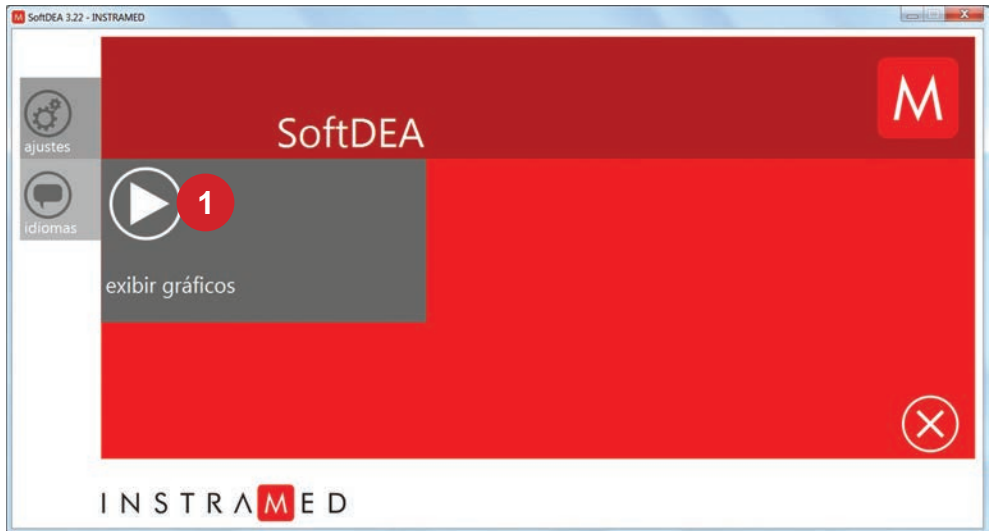 SoftDEA 3.22 - INSTRAMED
M
SoftDEA
ajustes
1
idiomas
exibir gráficos
INSTRAMED